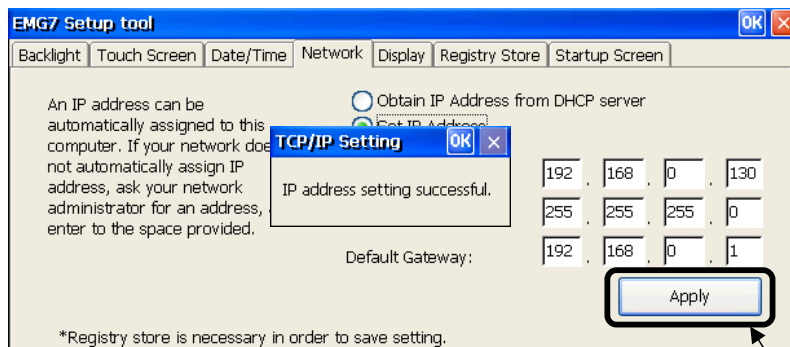 EMG7 Setup tool OK
Backlight Touch Screen Date/Time Network Display Registry Store Startup Screen
An IP address can be
automatically assigned to this
computer. If your network doe
not automatically assign IP
address, ask your network
administrator for an address,
enter to the space provided.
Obtain IP Address from DHCP server
Set IP Address
TCP/IP Setting OK
IP address setting successful.
192 . 168 . 0 . 130
255 . 255 . 255 . 0
Default Gateway: 192 . 168 . 0 . 1
Apply
*Registry store is necessary in order to save setting.